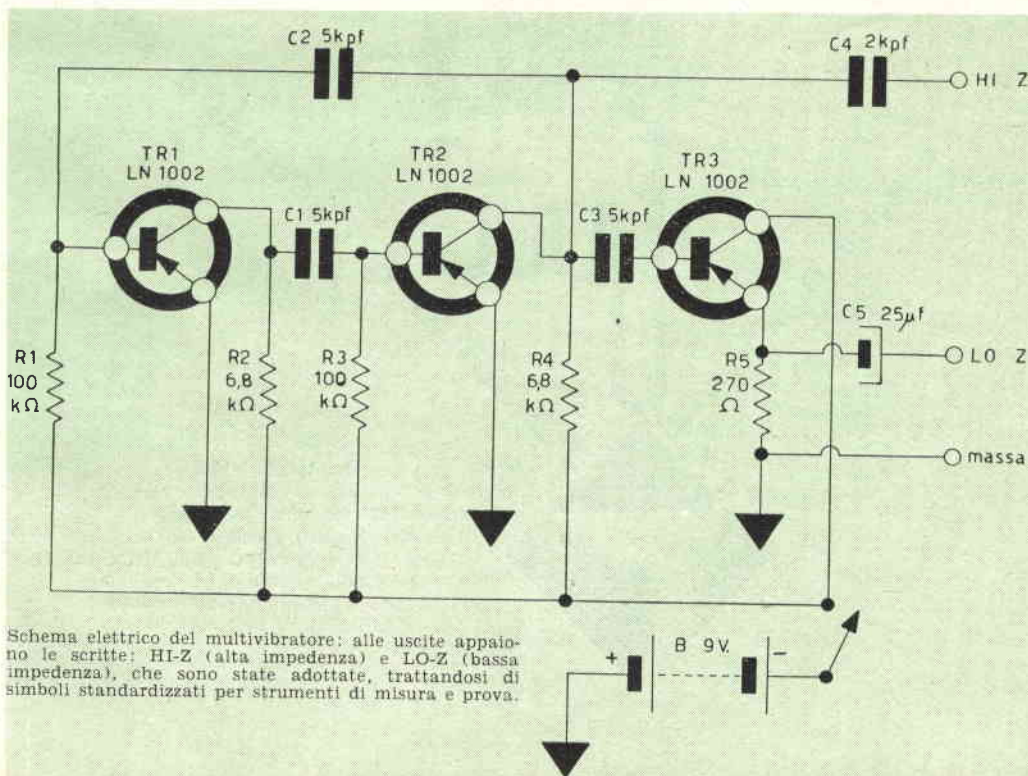 C2 5kpf
C4 2kpf
HI Z
TR1
LN 1002
TR2
LN 1002
TR3
LN 1002
C1 5kpf
C3 5kpf
C5 25µf
LO Z
R1
100
kΩ
R2
6,8
kΩ
R3
100
kΩ
R4
6,8
kΩ
R5
270
Ω
massa
Schema elettrico del multivibratore: alle uscite appaio-
no le scritte: HI-Z (alta impedenza) e LO-Z (bassa
impedenza), che sono state adottate, trattandosi di
simboli standardizzati per strumenti di misura e prova.
+ B 9V. -